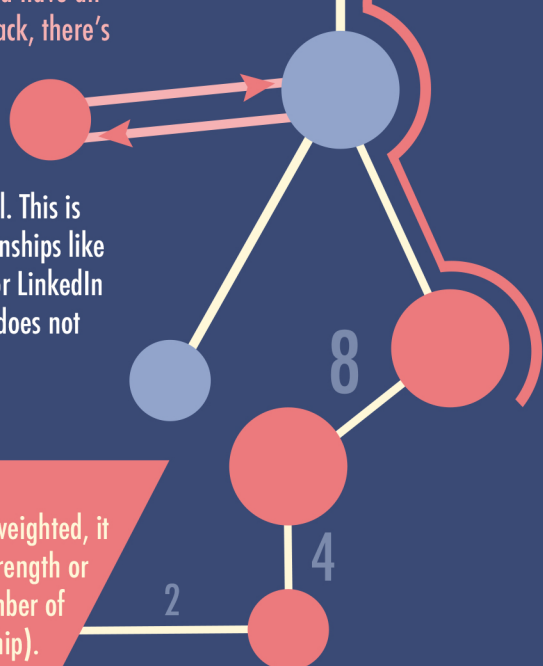 ack, there's
l. This is
nships like
r LinkedIn
does not
8
weighted, it
rength or
4
nber of
2
hip).